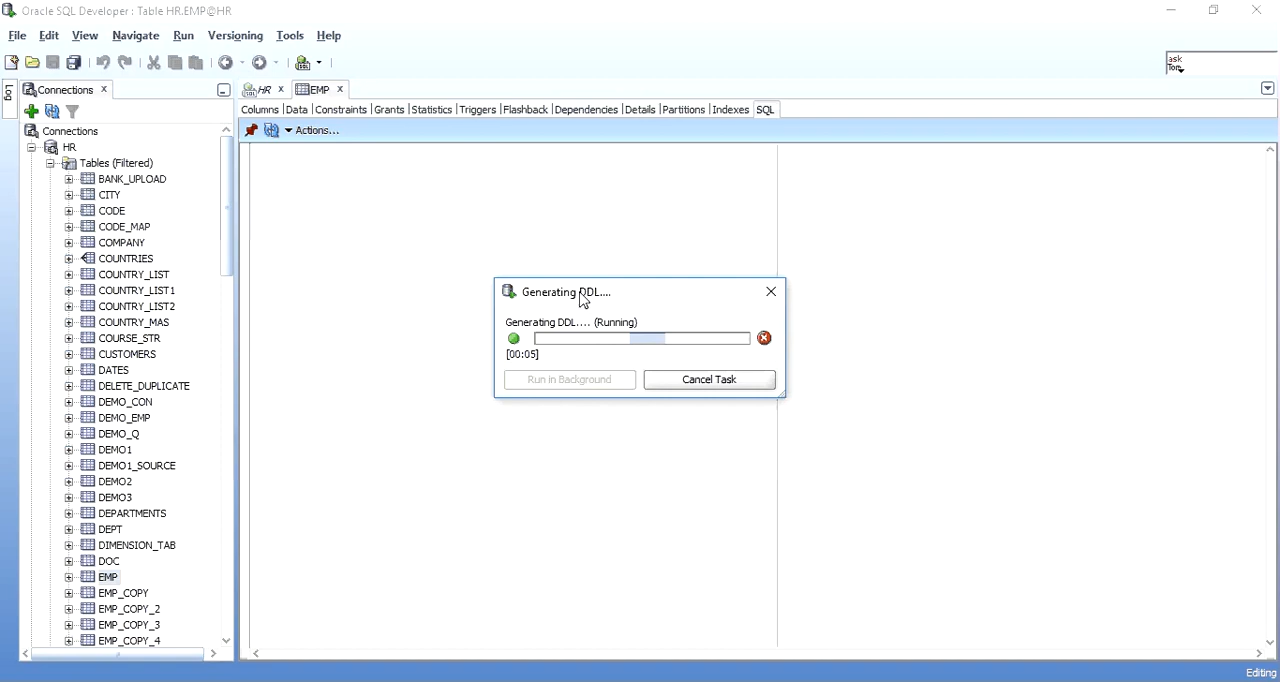 Oracle SQL Developer : Table HR.EMP@HR
File Edit View Navigate Run Versioning Tools Help
ask
Tom
Log
Connections
HR
EMP
Columns Data Constraints Grants Statistics Triggers Flashback Dependencies Details Partitions Indexes SQL
Actions...
Connections
HR
Tables (Filtered)
BANK_UPLOAD
CITY
CODE
CODE_MAP
COMPANY
COUNTRIES
COUNTRY_LIST
COUNTRY_LIST1
COUNTRY_LIST2
COUNTRY_MAS
COURSE_STR
CUSTOMERS
DATES
DELETE_DUPLICATE
DEMO_CON
DEMO_EMP
DEMO_Q
DEMO1
DEMO1_SOURCE
DEMO2
DEMO3
DEPARTMENTS
DEPT
DIMENSION_TAB
DOC
EMP
EMP_COPY
EMP_COPY_2
EMP_COPY_3
EMP_COPY_4
Generating DDL....
Generating DDL.... (Running)
[00:05]
Run in Background
Cancel Task
Editing